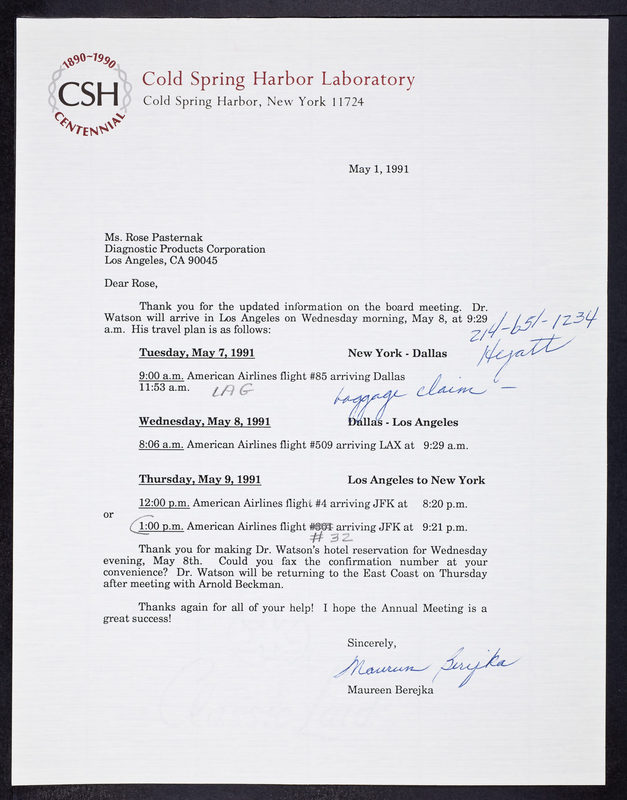 1890-1990
CSH
CENTENNIAL
Cold Spring Harbor Laboratory
Cold Spring Harbor, New York 11724
May 1, 1991
Ms. Rose Pasternak
Diagnostic Products Corporation
Los Angeles, CA 90045
Dear Rose,
Thank you for the updated information on the board meeting. Dr.
Watson will arrive in Los Angeles on Wednesday morning, May 8, at 9:29
a.m. His travel plan is as follows:
214-651-1234
Hyatt
Tuesday, May 7, 1991 New York - Dallas
9:00 a.m. American Airlines flight #85 arriving Dallas
11:53 a.m. LAG
baggage claim -
Wednesday, May 8, 1991 Dallas - Los Angeles
8:06 a.m. American Airlines flight #509 arriving LAX at 9:29 a.m.
Thursday, May 9, 1991 Los Angeles to New York
12:00 p.m. American Airlines flight #4 arriving JFK at 8:20 p.m.
or
1:00 p.m. American Airlines flight arriving JFK at 9:21 p.m.
# 32
Thank you for making Dr. Watson's hotel reservation for Wednesday
evening, May 8th. Could you fax the confirmation number at your
convenience? Dr. Watson will be returning to the East Coast on Thursday
after meeting with Arnold Beckman.
Thanks again for all of your help! I hope the Annual Meeting is a
great success!
Sincerely,
Maureen Berejka
Maureen Berejka